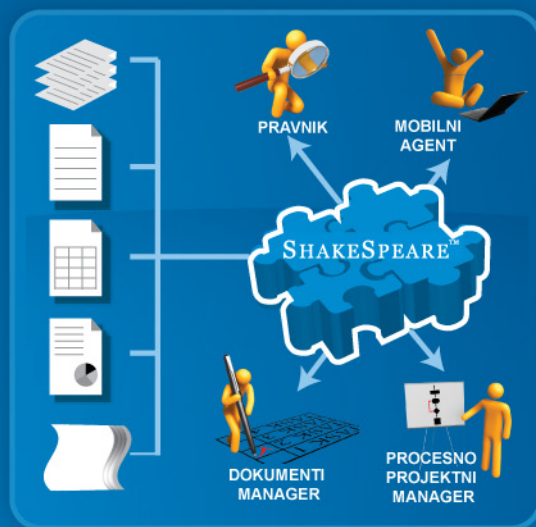 PRAVNIK
MOBILNI
AGENT
SHAKESPEARE™
DOKUMENTI
MANAGER
PROCESNO
PROJEKTNI
MANAGER